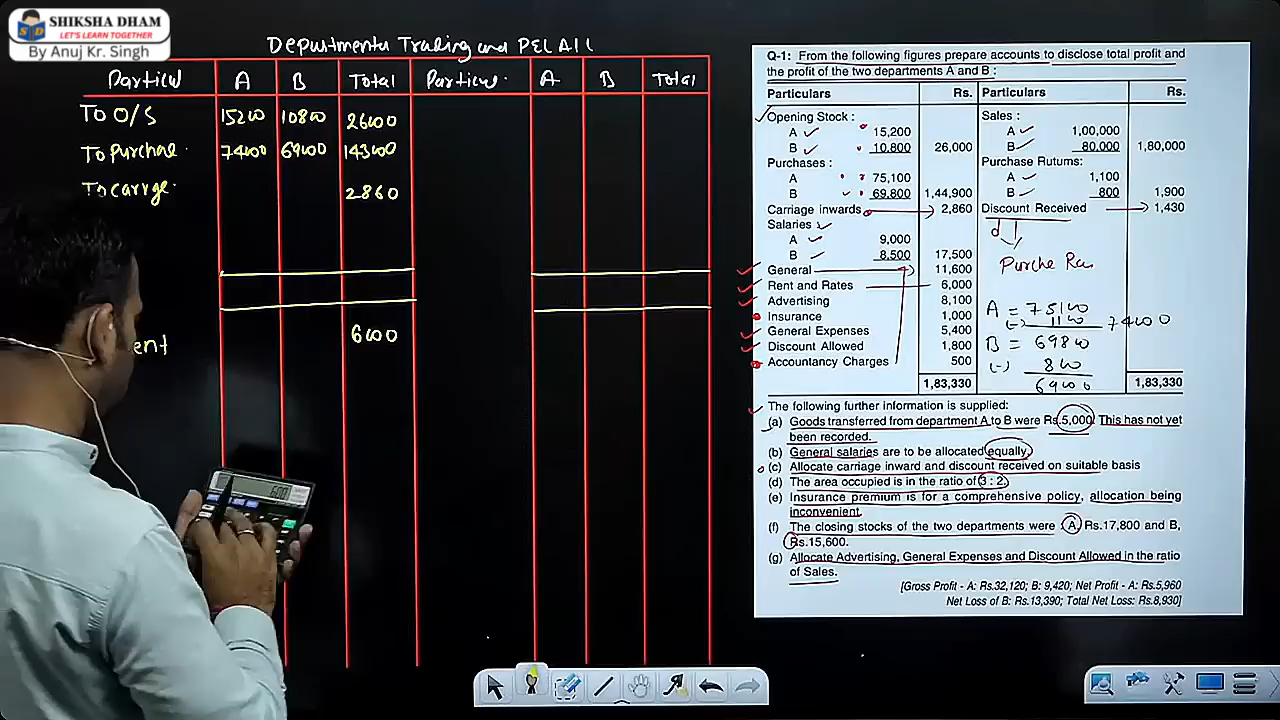 SHIKSHA DHAM
LET'S LEARN TOGETHER
By Anuj Kr. Singh
Departmenta Trading and P&L A/c
Particul A B Total Particul. A B Total
To O/S 15200 10800 26000
To Purchase. 74000 69000 143000
To carrge. 2860
ent 6000
600
Q-1: From the following figures prepare accounts to disclose total profit and
the profit of the two departments A and B :
Particulars Rs. Particulars Rs.
Opening Stock : Sales :
A 15,200 A 1,00,000
B 10.800 26,000 B 80.000 1,80,000
Purchases : Purchase Ruturns:
A 75,100 A 1,100
B 69.800 1,44,900 B 800 1,900
Carriage inwards 2,860 Discount Received 1,430
Salaries :
A 9,000
B 8.500 17,500
General 11,600
Rent and Rates 6,000
Advertising 8,100
Insurance 1,000
General Expenses 5,400
Discount Allowed 1,800
Accountancy Charges 500
1,83,330 1,83,330
Purche
A = 75100
(-) 1100 74000
B = 69800
(-) 800
69000
The following further information is supplied:
(a) Goods transferred from department A to B were Rs.5,000. This has not yet
been recorded.
(b) General salaries are to be allocated equally.
(c) Allocate carriage inward and discount received on suitable basis
(d) The area occupied is in the ratio of 3 : 2.
(e) Insurance premium is for a comprehensive policy, allocation being
inconvenient.
(f) The closing stocks of the two departments were A Rs.17,800 and B,
Rs.15,600.
(g) Allocate Advertising, General Expenses and Discount Allowed in the ratio
of Sales.
[Gross Profit - A: Rs.32,120; B: 9,420; Net Profit - A: Rs.5,960
Net Loss of B: Rs.13,390; Total Net Loss: Rs.8,930]